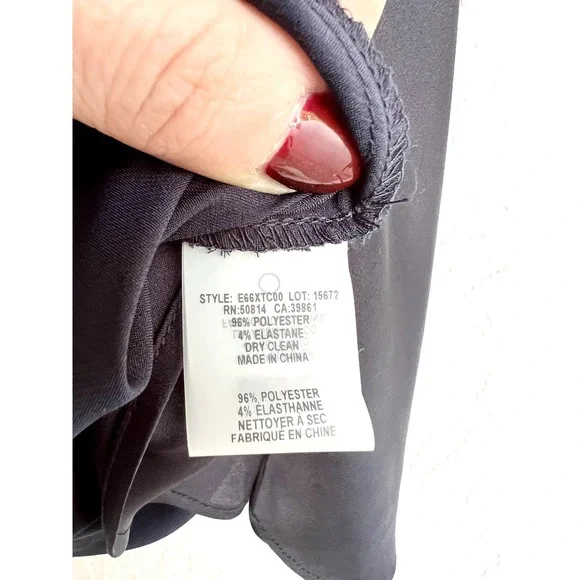 STYLE: E66XTC00 LOT: 15672
RN:50814 CA:39861
96% POLYESTER
4% ELASTANE
DRY CLEAN
MADE IN CHINA
96% POLYESTER
4% ELASTHANNE
NETTOYER À SEC
FABRIQUE EN CHINE